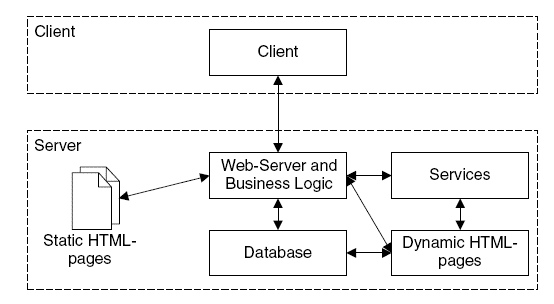 Client
Client
Server
Web-Server and
Business Logic
Services
Static HTML-
pages
Database
Dynamic HTML-
pages